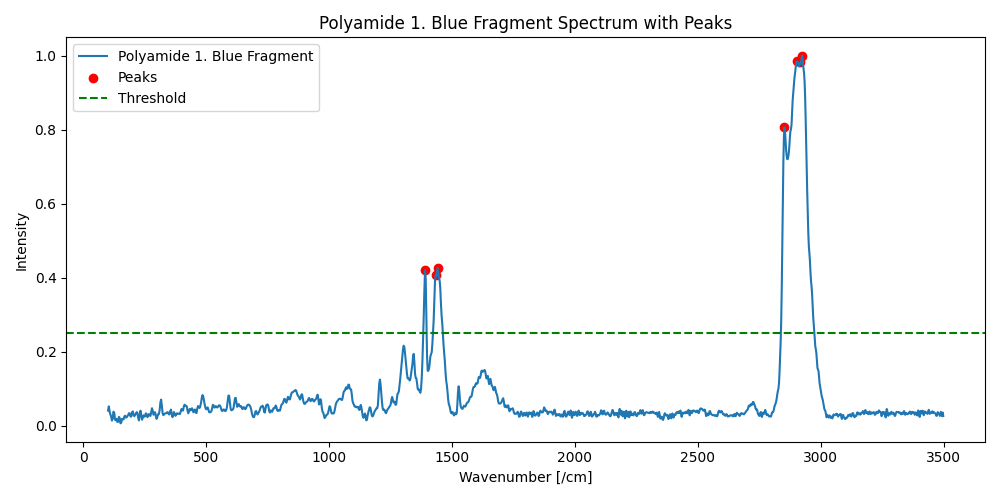 Polyamide 1. Blue Fragment Spectrum with Peaks
Polyamide 1. Blue Fragment
Peaks
Threshold
Intensity
1.0
0.8
0.6
0.4
0.2
0.0
0 500 1000 1500 2000 2500 3000 3500
Wavenumber [/cm]